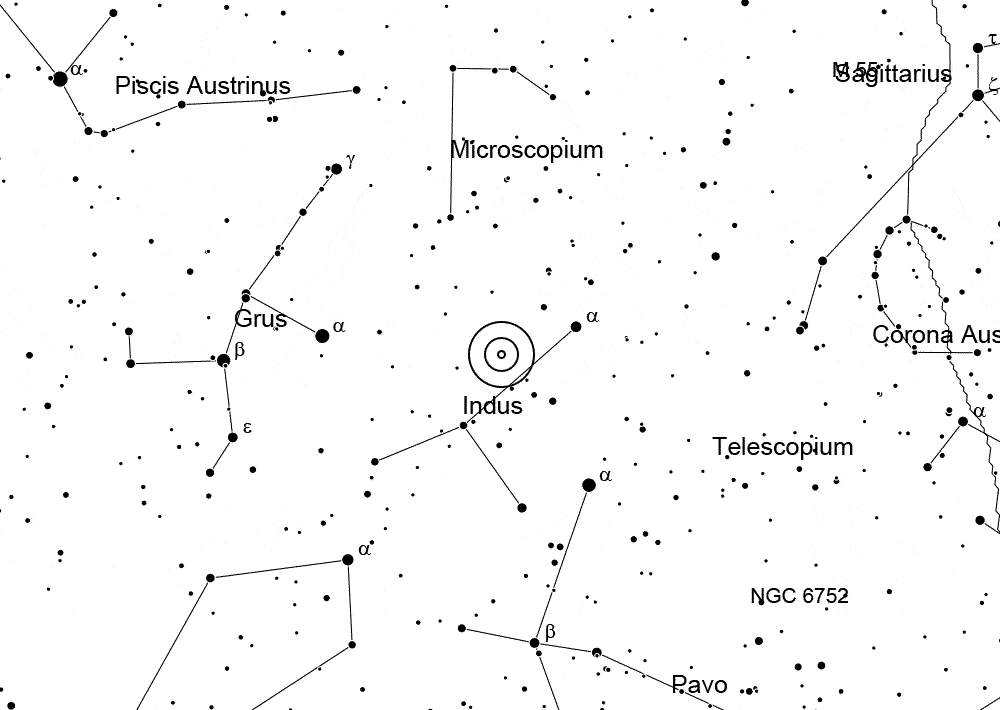 τ
α
Piscis Austrinus
M 55
Sagittarius
ζ
Microscopium
γ
α
Grus
α
β
Corona Aus
Indus
α
ε
Telescopium
α
α
NGC 6752
β
Pavo